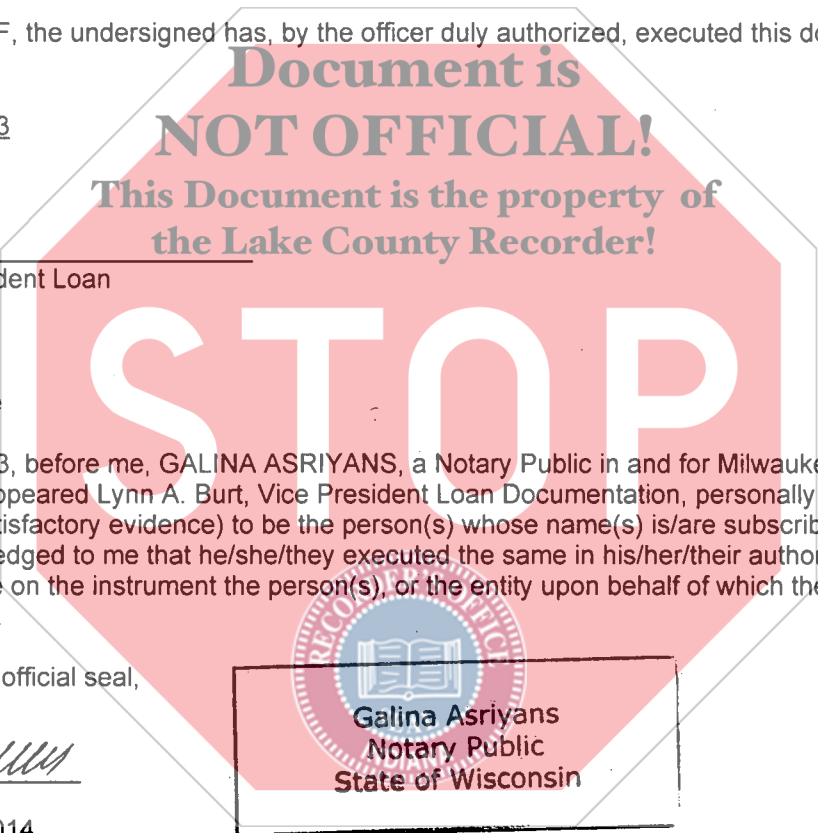 F, the undersigned has, by the officer duly authorized, executed this do
Document is
NOT OFFICIAL!
3
This Document is the property of
the Lake County Recorder!
dent Loan
STOP
3, before me, GALINA ASRIYANS, a Notary Public in and for Milwauke
ppeared Lynn A. Burt, Vice President Loan Documentation, personally
tisfactory evidence) to be the person(s) whose name(s) is/are subscrib
edged to me that he/she/they executed the same in his/her/their author
e on the instrument the person(s), or the entity upon behalf of which the
RECORDER'S OFFICE
official seal,
Galina Asriyans
Notary Public
INDIANA
State of Wisconsin
014